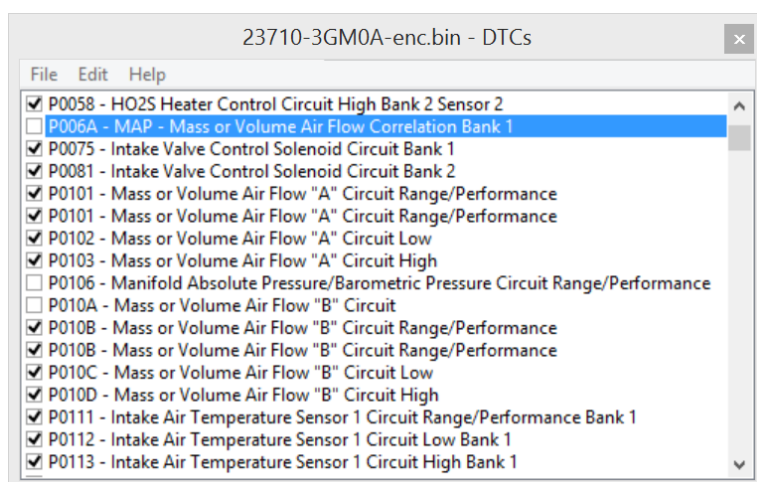 23710-3GM0A-enc.bin - DTCs
File Edit Help
P0058 - HO2S Heater Control Circuit High Bank 2 Sensor 2
P006A - MAP - Mass or Volume Air Flow Correlation Bank 1
P0075 - Intake Valve Control Solenoid Circuit Bank 1
P0081 - Intake Valve Control Solenoid Circuit Bank 2
P0101 - Mass or Volume Air Flow "A" Circuit Range/Performance
P0101 - Mass or Volume Air Flow "A" Circuit Range/Performance
P0102 - Mass or Volume Air Flow "A" Circuit Low
P0103 - Mass or Volume Air Flow "A" Circuit High
P0106 - Manifold Absolute Pressure/Barometric Pressure Circuit Range/Performance
P010A - Mass or Volume Air Flow "B" Circuit
P010B - Mass or Volume Air Flow "B" Circuit Range/Performance
P010B - Mass or Volume Air Flow "B" Circuit Range/Performance
P010C - Mass or Volume Air Flow "B" Circuit Low
P010D - Mass or Volume Air Flow "B" Circuit High
P0111 - Intake Air Temperature Sensor 1 Circuit Range/Performance Bank 1
P0112 - Intake Air Temperature Sensor 1 Circuit Low Bank 1
P0113 - Intake Air Temperature Sensor 1 Circuit High Bank 1